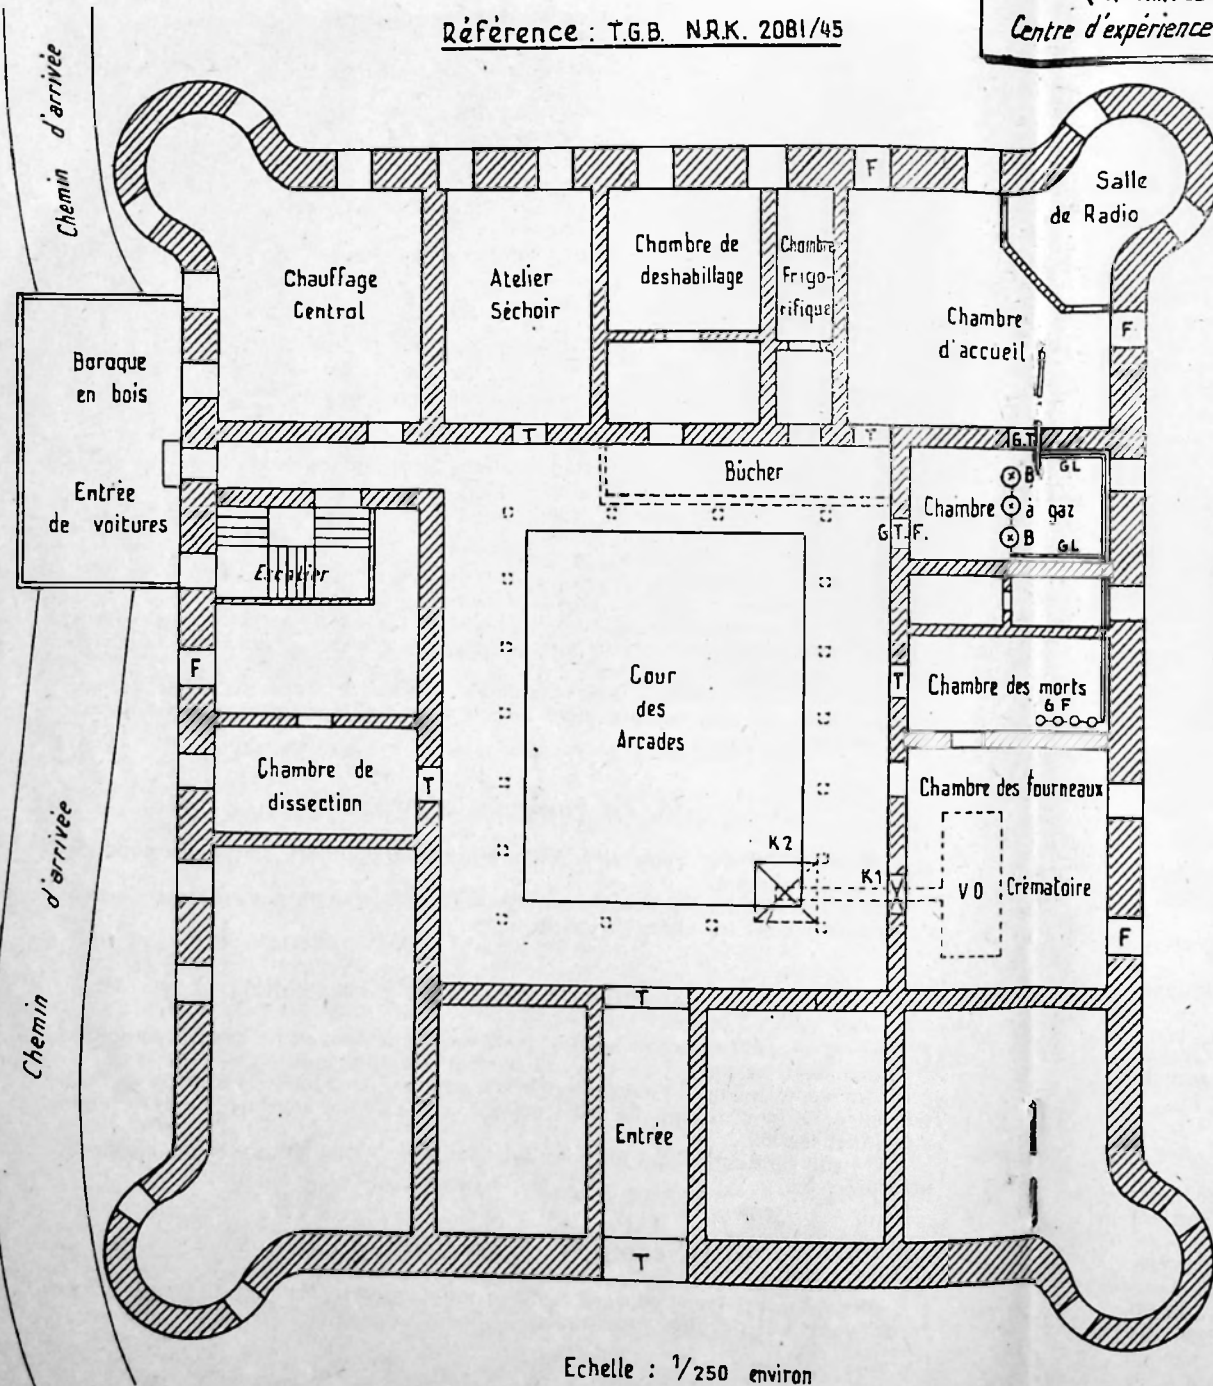 Référence : T.G.B. N.R.K. 2081/45
Centre d'expérience
Chemin d'arrivée
Salle
de Radio
F
Chauffage
Central
Atelier
Séchoir
Chambre de
deshabillage
Chambre
Frigo-
rifique
Chambre
d'accueil
F
Baraque
en bois
Entrée
de voitures
T
T
G.T.
Bûcher
GL
B
Chambre à gaz
B
GL
G.T.F.
Escalier
F
Cour
des
Arcades
T
Chambre des morts
G F
Chambre de
dissection
T
Chambre des fourneaux
K2
K1
VO
Crématoire
F
Chemin d'arrivée
T
Entrée
T
Echelle : 1/250 environ